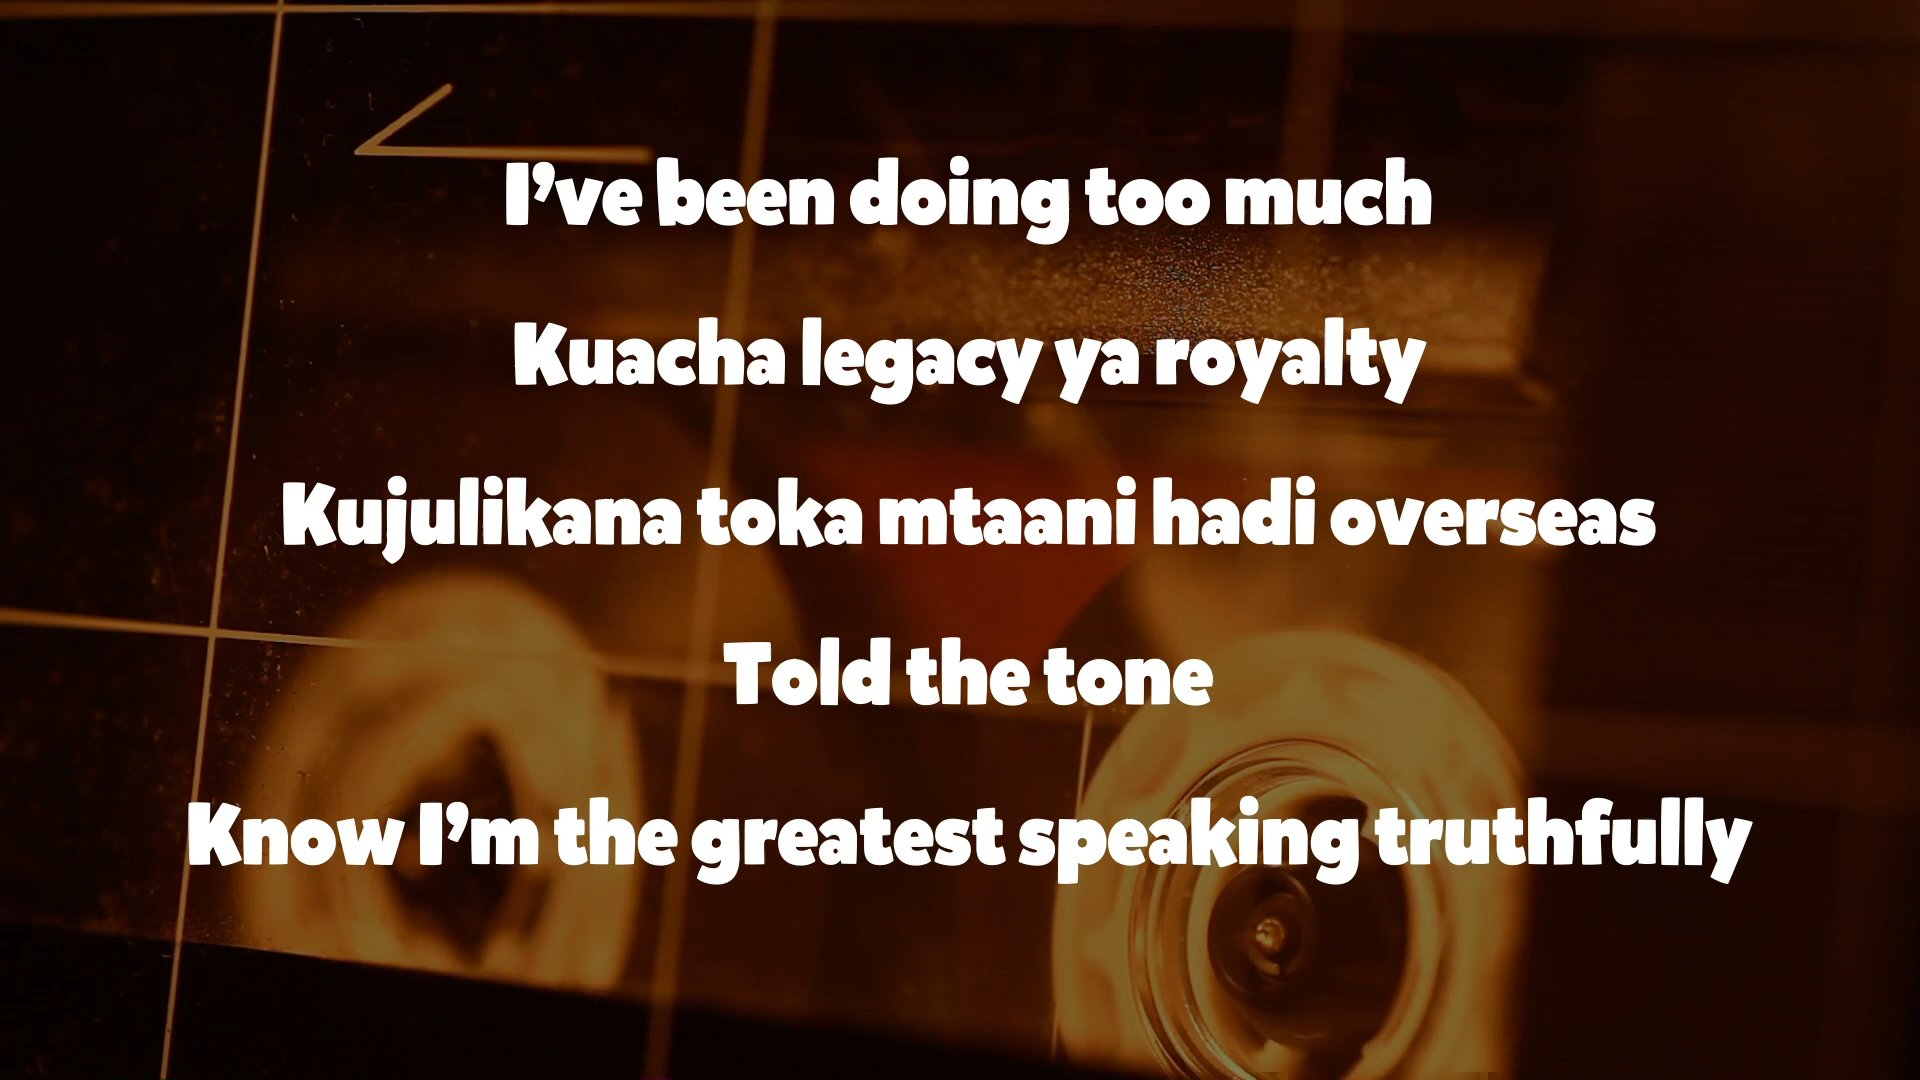 I've been doing too much
Kuacha legacy ya royalty
Kujulikana toka mtaani hadi overseas
Told the tone
Know I'm the greatest speaking truthfully